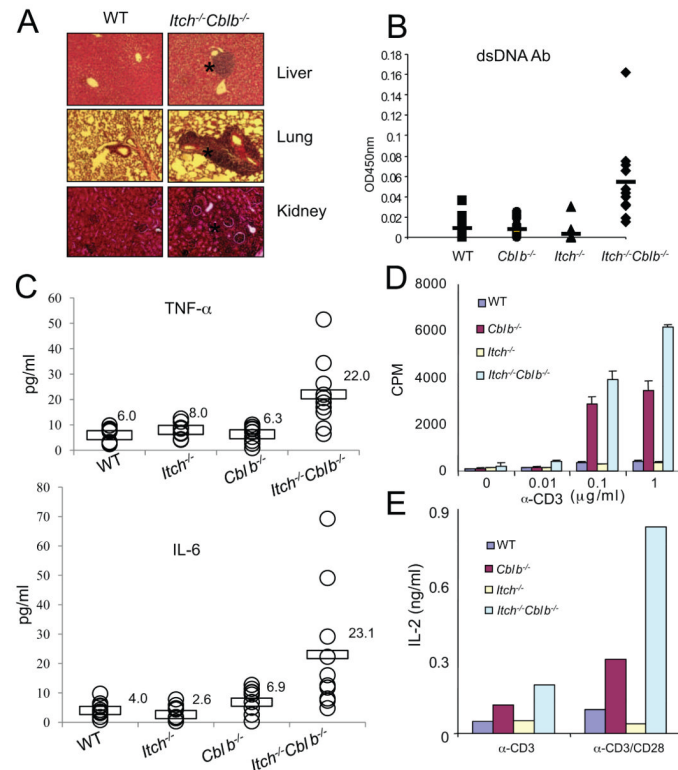 A
WT
Itch-/-Cblb-/-
*
Liver
*
Lung
*
Kidney
B
dsDNA Ab
0.18
0.16
0.14
0.12
0.1
0.08
0.06
0.04
0.02
0
OD450nm
WT
Cblb-/-
Itch-/-
Itch-/-Cblb-/-
C
TNF-α
60
50
40
30
20
10
0
pg/ml
6.0
8.0
6.3
22.0
WT
Itch-/-
Cblb-/-
Itch-/-Cblb-/-
IL-6
80
70
60
50
40
30
20
10
0
pg/ml
4.0
2.6
6.9
23.1
WT
Itch-/-
Cblb-/-
Itch-/-Cblb-/-
D
8000
6000
4000
2000
0
CPM
WT
Cblb-/-
Itch-/-
Itch-/-Cblb-/-
0
0.01
0.1
1
α-CD3 (μg/ml)
E
0.9
0.6
0.3
0
IL-2 (ng/ml)
WT
Cblb-/-
Itch-/-
Itch-/-Cblb-/-
α-CD3
α-CD3/CD28